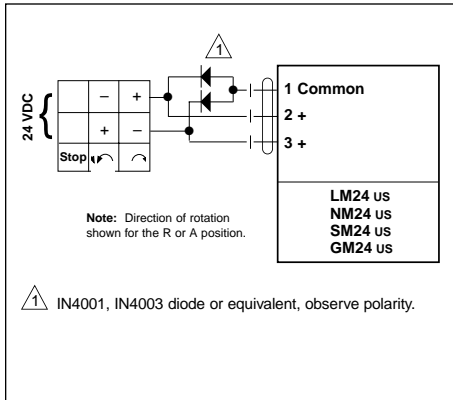 1
1 Common
24 VDC
− +
2 +
+ −
3 +
Stop
Note: Direction of rotation
shown for the R or A position.
LM24 US
NM24 US
SM24 US
GM24 US
1 IN4001, IN4003 diode or equivalent, observe polarity.